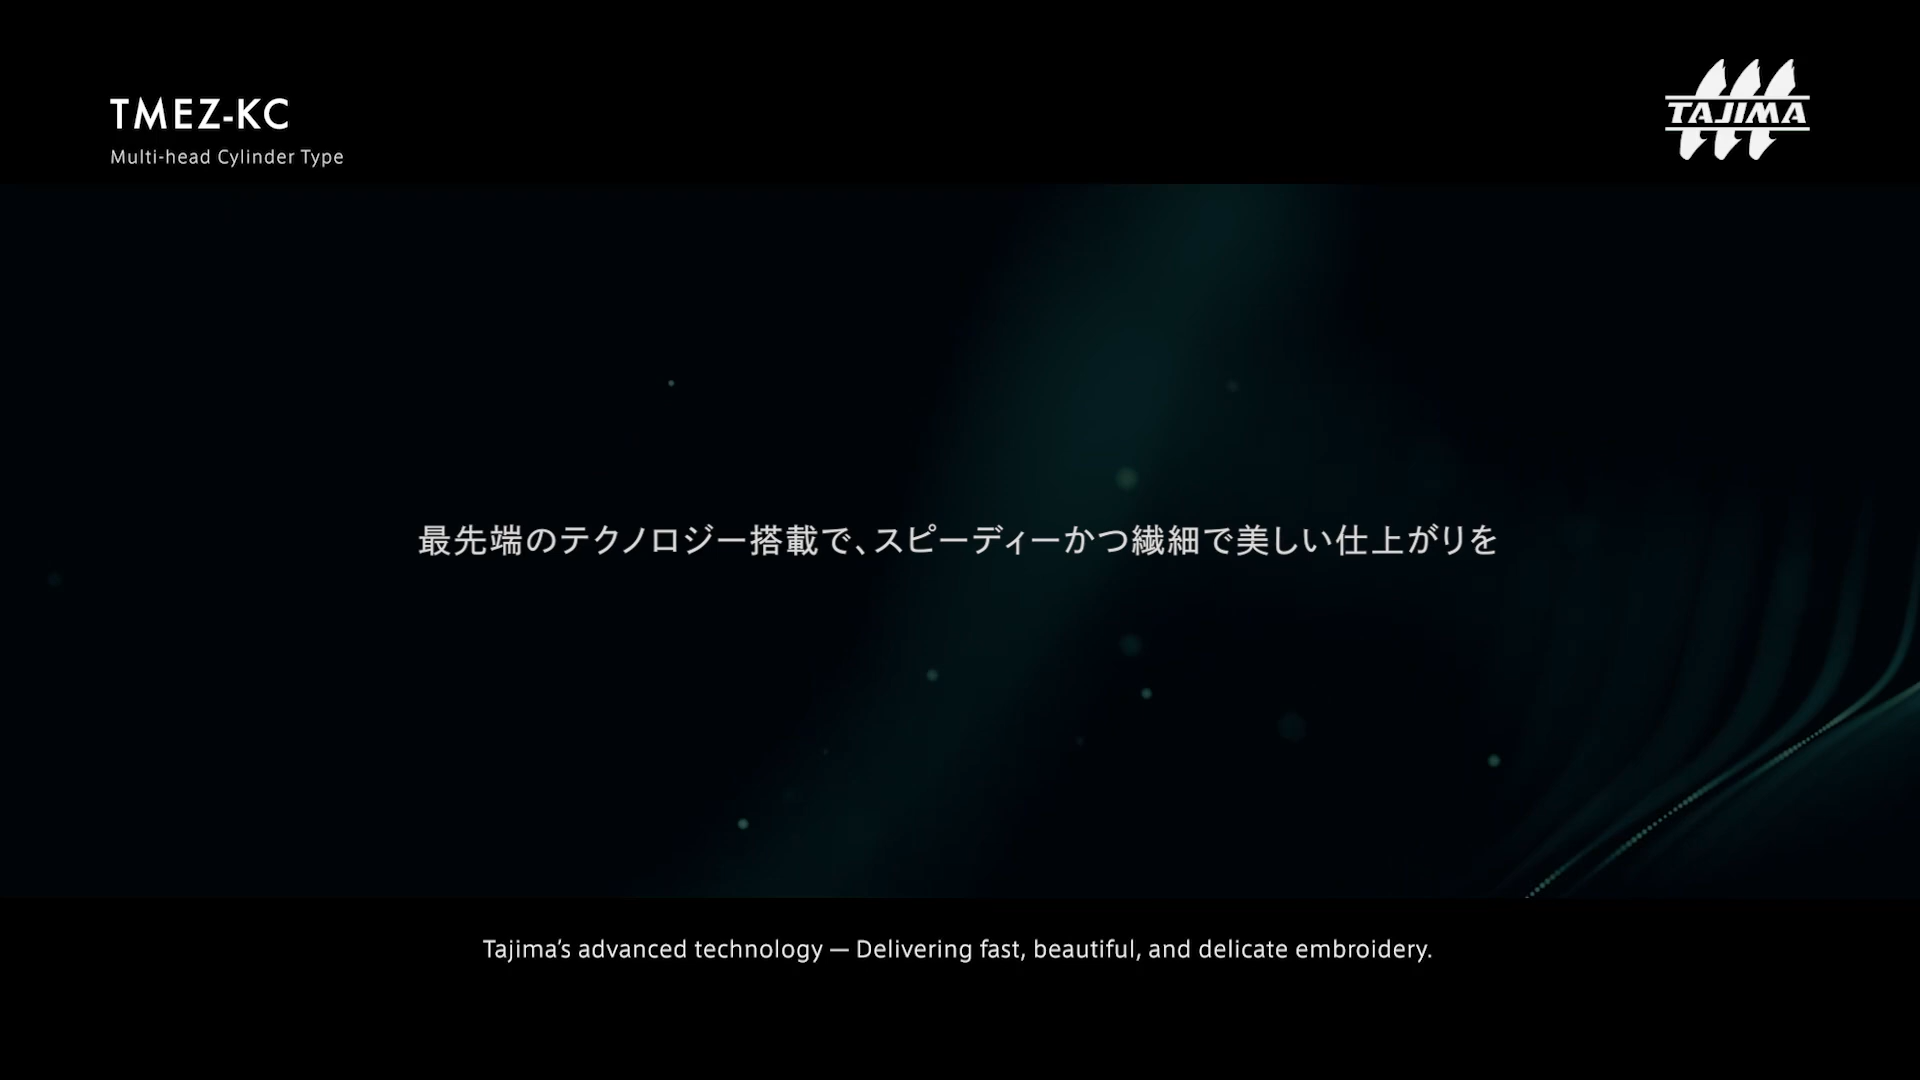 TMEZ-KC
Multi-head Cylinder Type
TAJIMA
最先端のテクノロジー搭載で、スピーディーかつ繊細で美しい仕上がりを
Tajima’s advanced technology — Delivering fast, beautiful, and delicate embroidery.